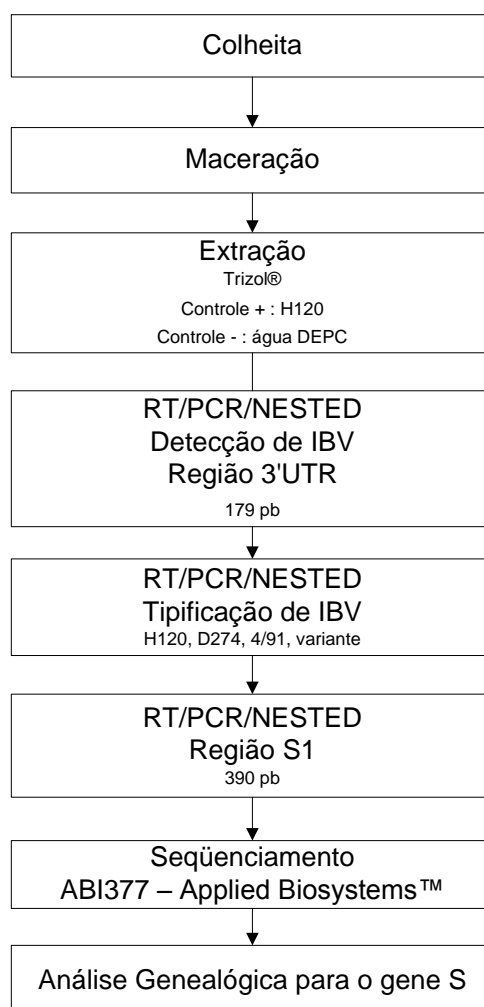 Colheita
Maceração
Extração
Trizol®
Controle + : H120
Controle - : água DEPC
RT/PCR/NESTED
Detecção de IBV
Região 3'UTR
179 pb
RT/PCR/NESTED
Tipificação de IBV
H120, D274, 4/91, variante
RT/PCR/NESTED
Região S1
390 pb
Seqüenciamento
ABI377 – Applied Biosystems™
Análise Genealógica para o gene S